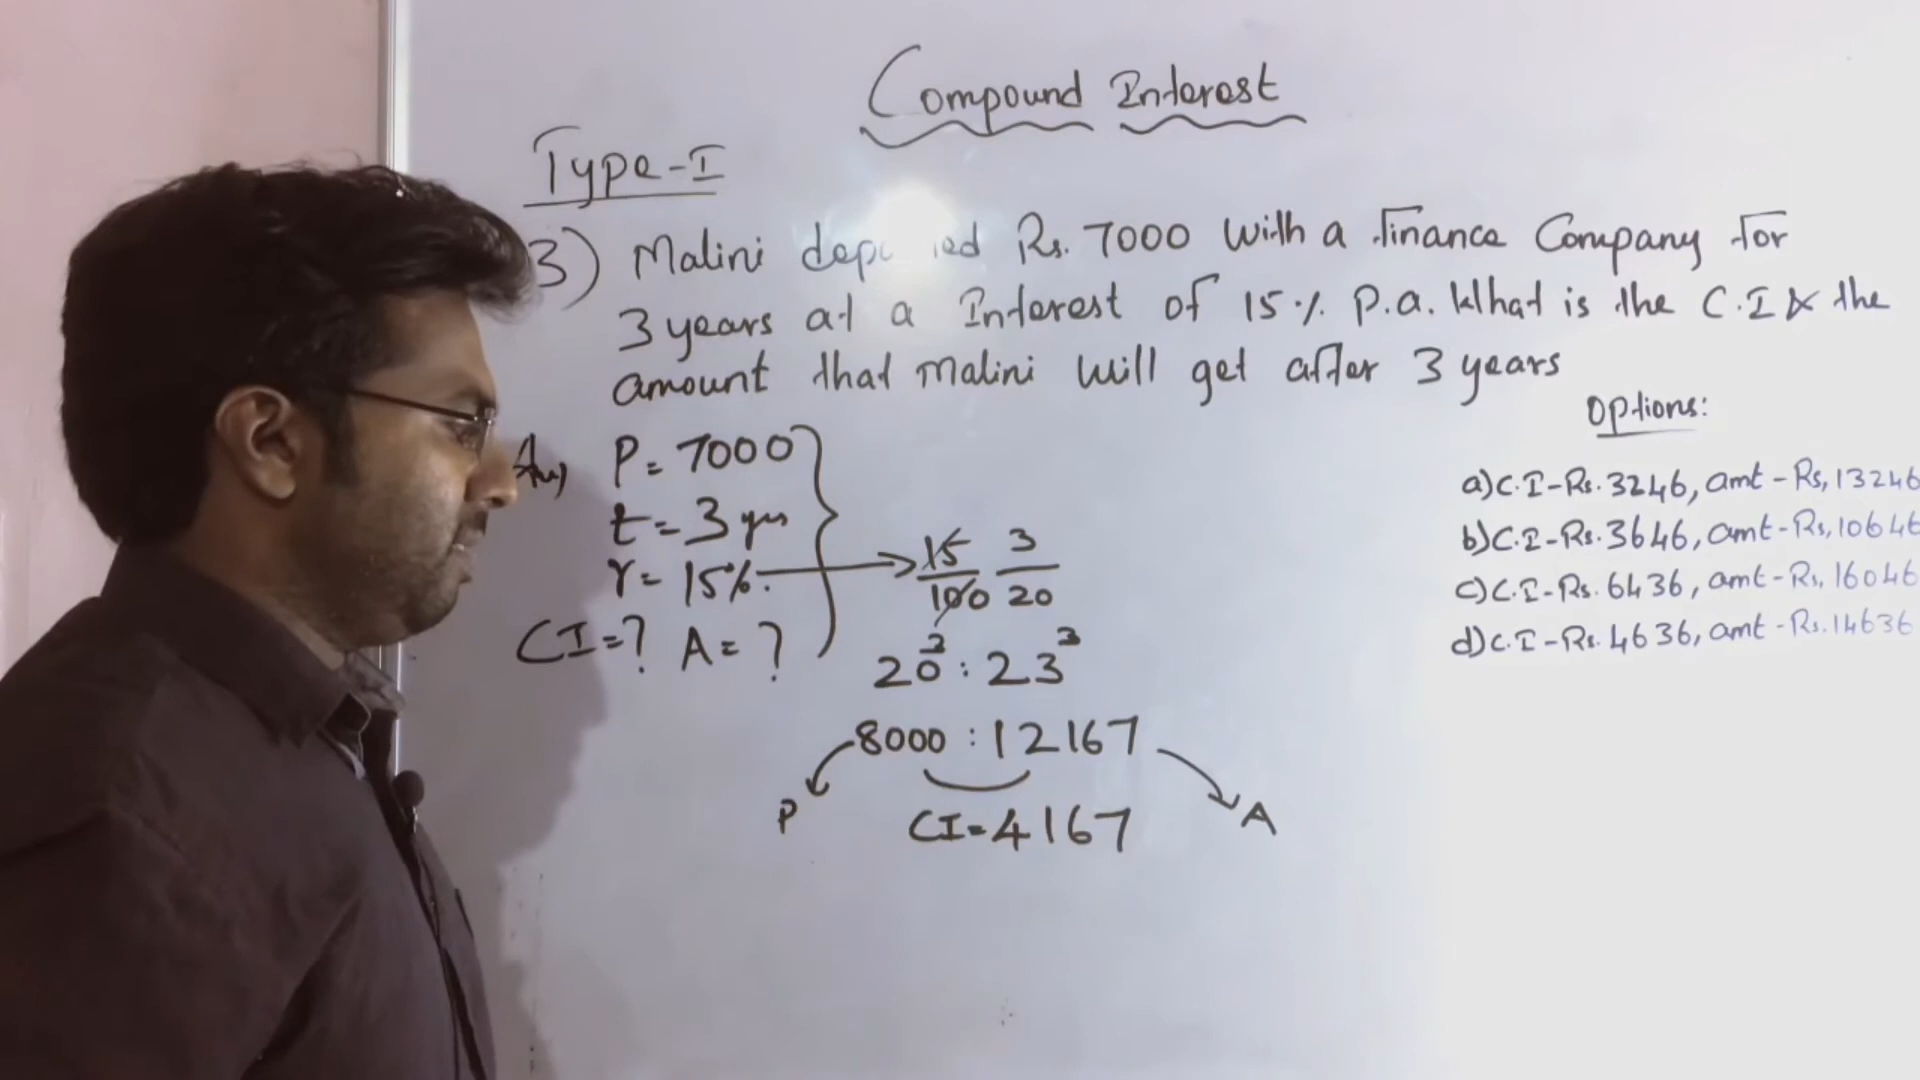 Compound Interest
Type-I
3) Malini Rs. 7000 with a Finance Company for
3 years at a Interest of 15% p.a. What is the C.I & the
amount that Malini will get after 3 years
Options:
a) C.I-Rs. 3246, amt-Rs, 13246
b) C.I-Rs. 3646, amt-Rs, 10646
c) C.I-Rs. 6436, amt-Rs, 16046
d) C.I-Rs. 4636, amt-Rs. 14636
Ans) P = 7000
t = 3 yrs
r = 15% → 15/100 3/20
CI = ? A = ?
20³ : 23³
8000 : 12167
P CI = 4167 A